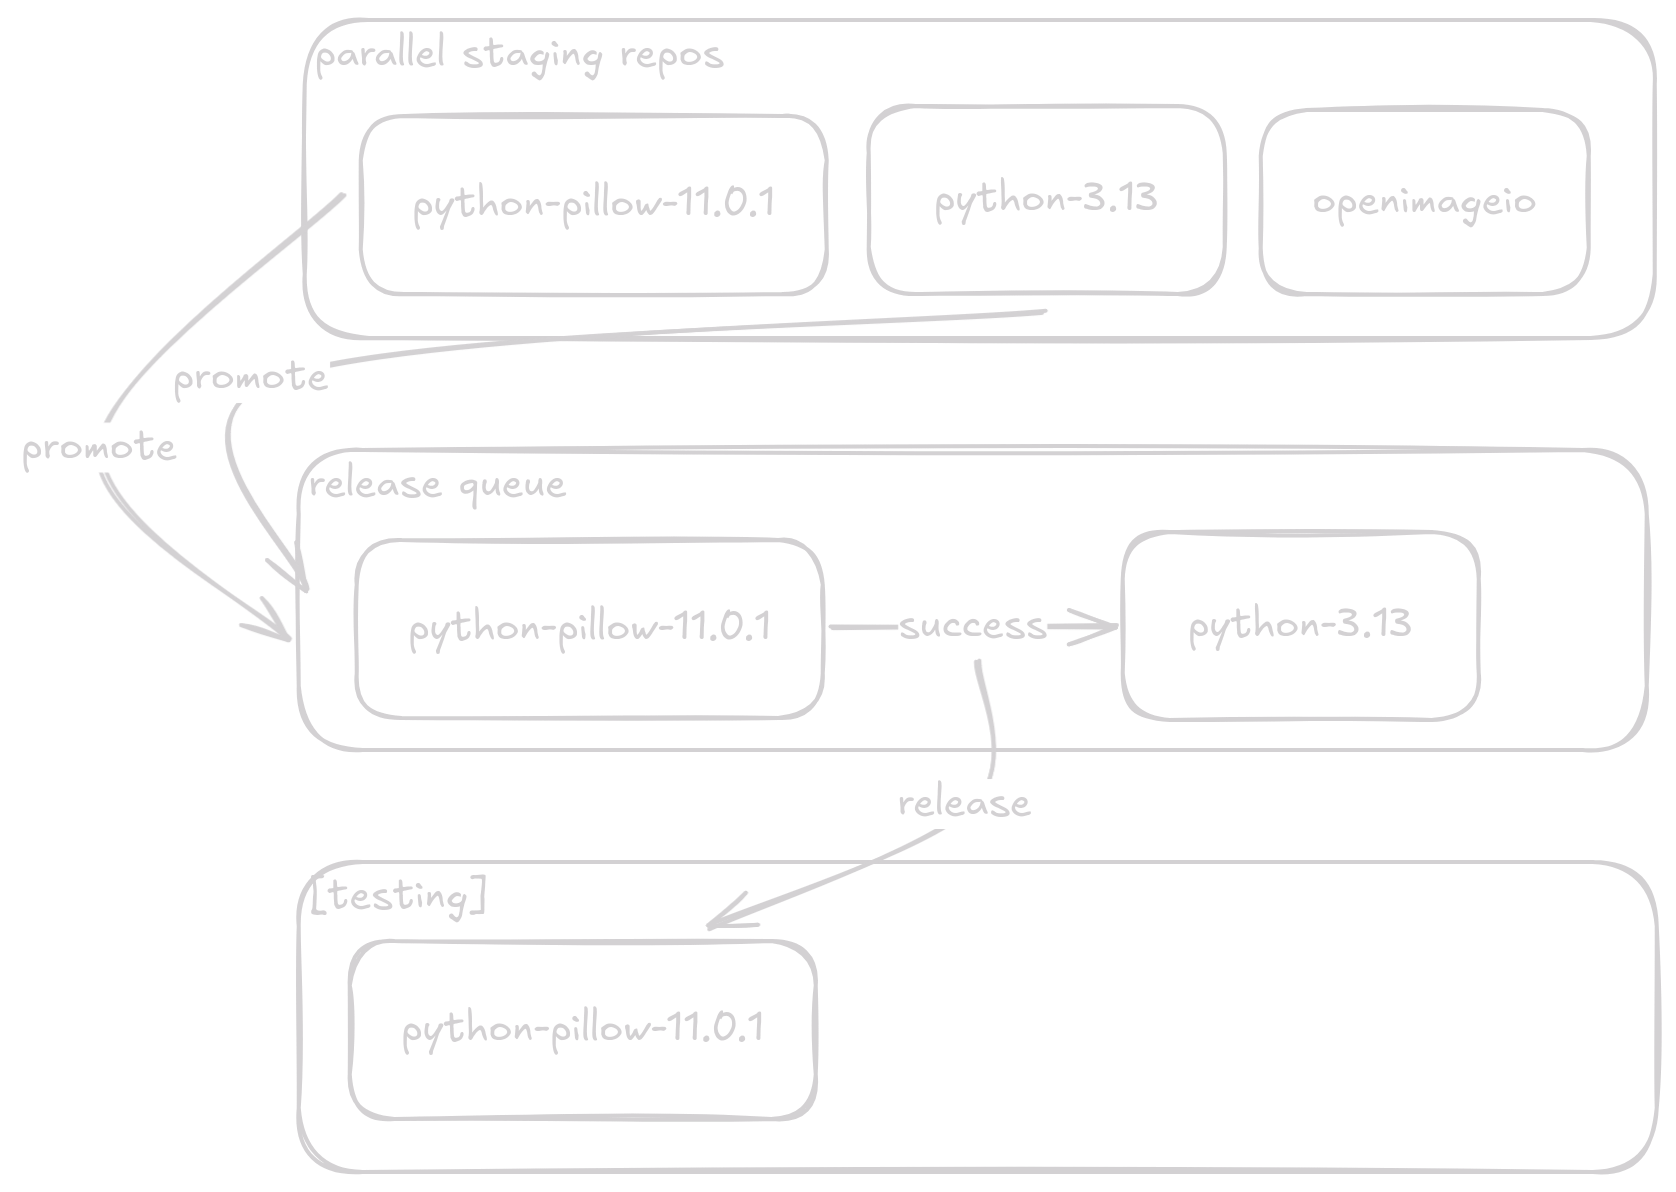 parallel staging repos
python-pillow-11.0.1
python-3.13
openimageio
promote
promote
release queue
python-pillow-11.0.1
success
python-3.13
release
[testing]
python-pillow-11.0.1